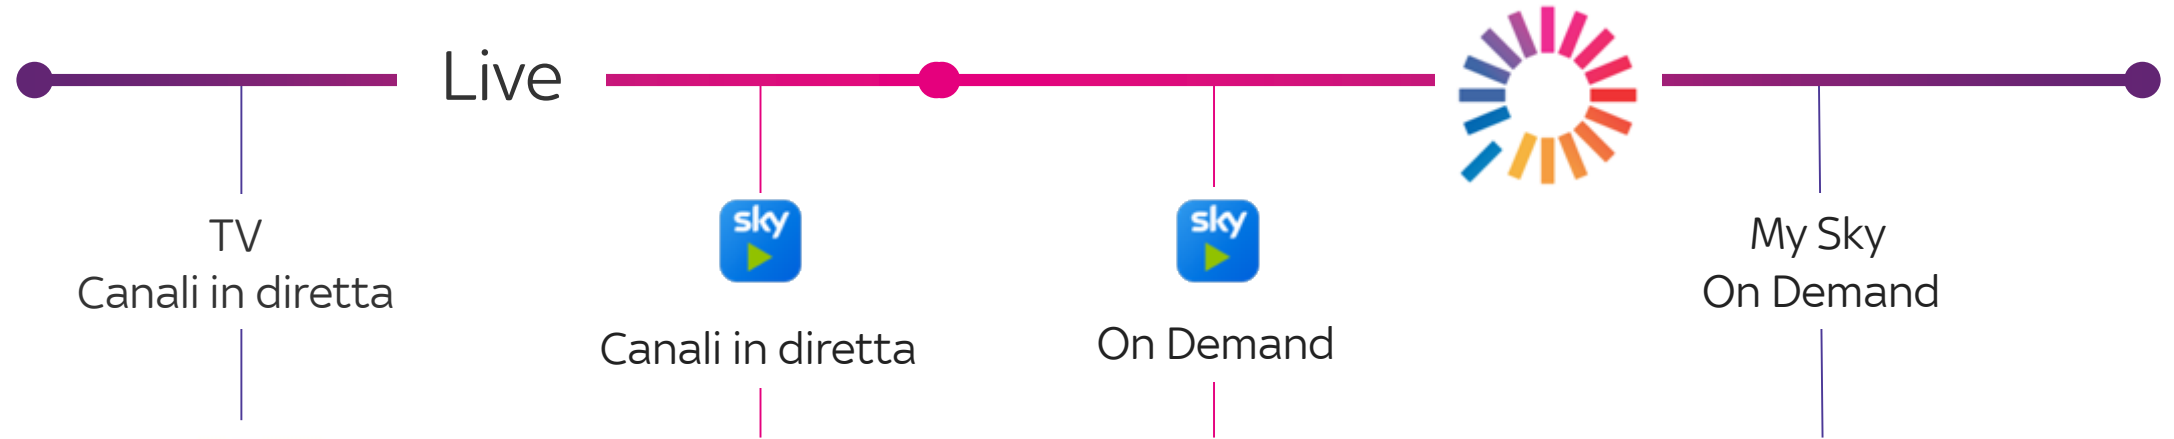 Live
TV
Canali in diretta
sky
Canali in diretta
sky
On Demand
My Sky
On Demand